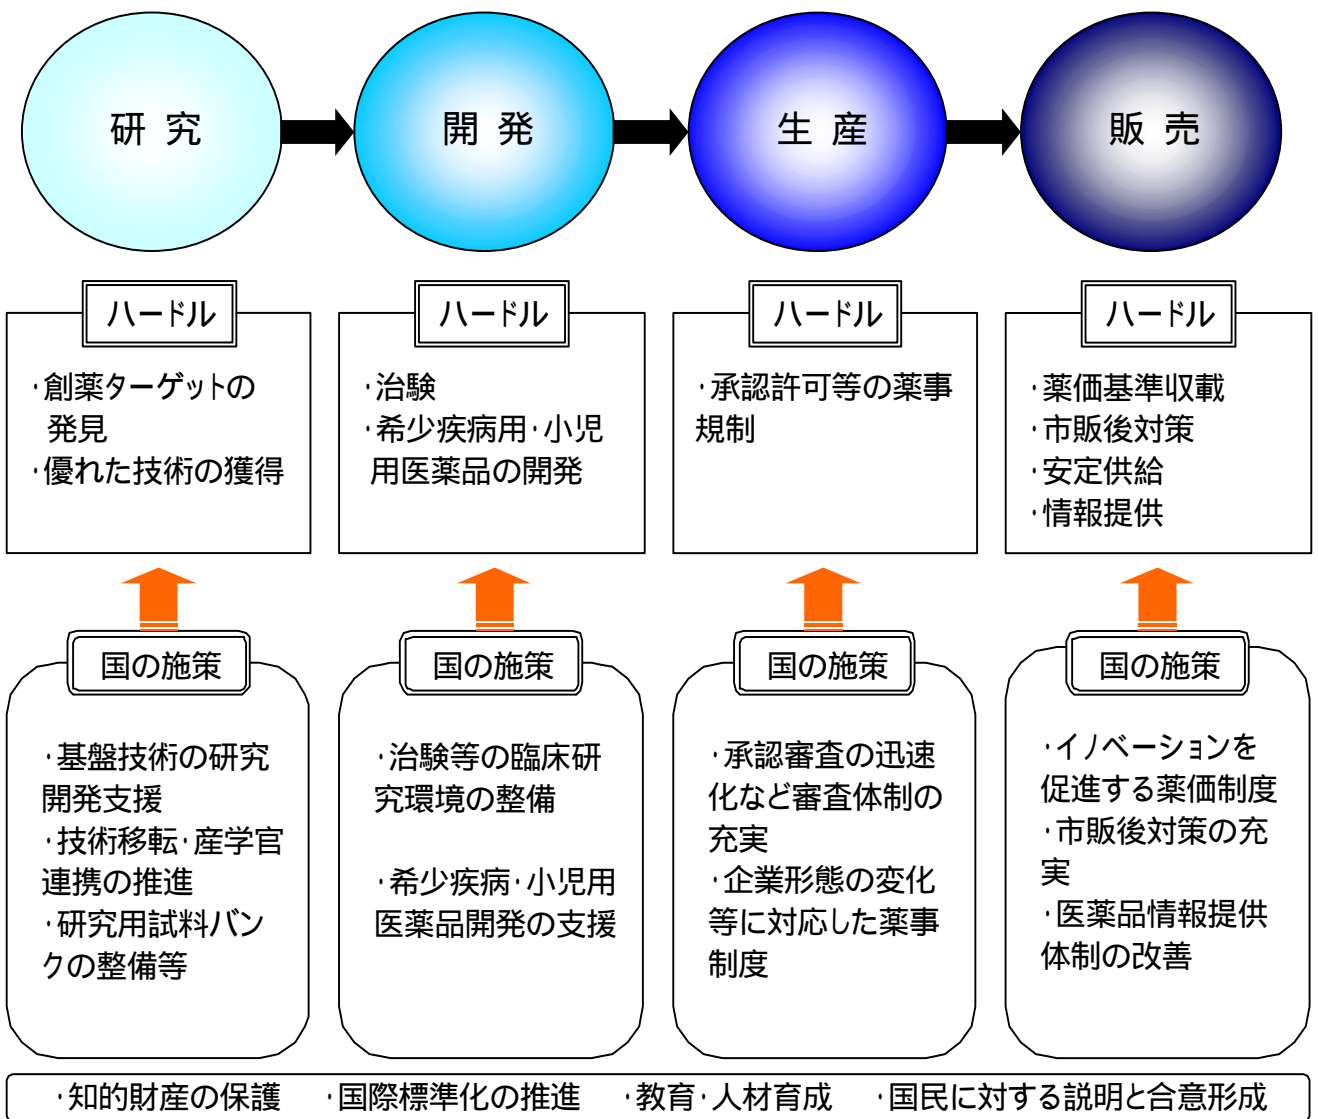 研 究
開 発
生 産
販 売
ハードル
・創薬ターゲットの
発見
・優れた技術の獲得
ハードル
・治験
・希少疾病用・小児
用医薬品の開発
ハードル
・承認許可等の薬事
規制
ハードル
・薬価基準収載
・市販後対策
・安定供給
・情報提供
国の施策
・基盤技術の研究
開発支援
・技術移転・産学官
連携の推進
・研究用試料バン
クの整備等
国の施策
・治験等の臨床研
究環境の整備
・希少疾病・小児用
医薬品開発の支援
国の施策
・承認審査の迅速
化など審査体制の
充実
・企業形態の変化
等に対応した薬事
制度
国の施策
・イノベーションを
促進する薬価制度
・市販後対策の充
実
・医薬品情報提供
体制の改善
・知的財産の保護 ・国際標準化の推進 ・教育・人材育成 ・国民に対する説明と合意形成